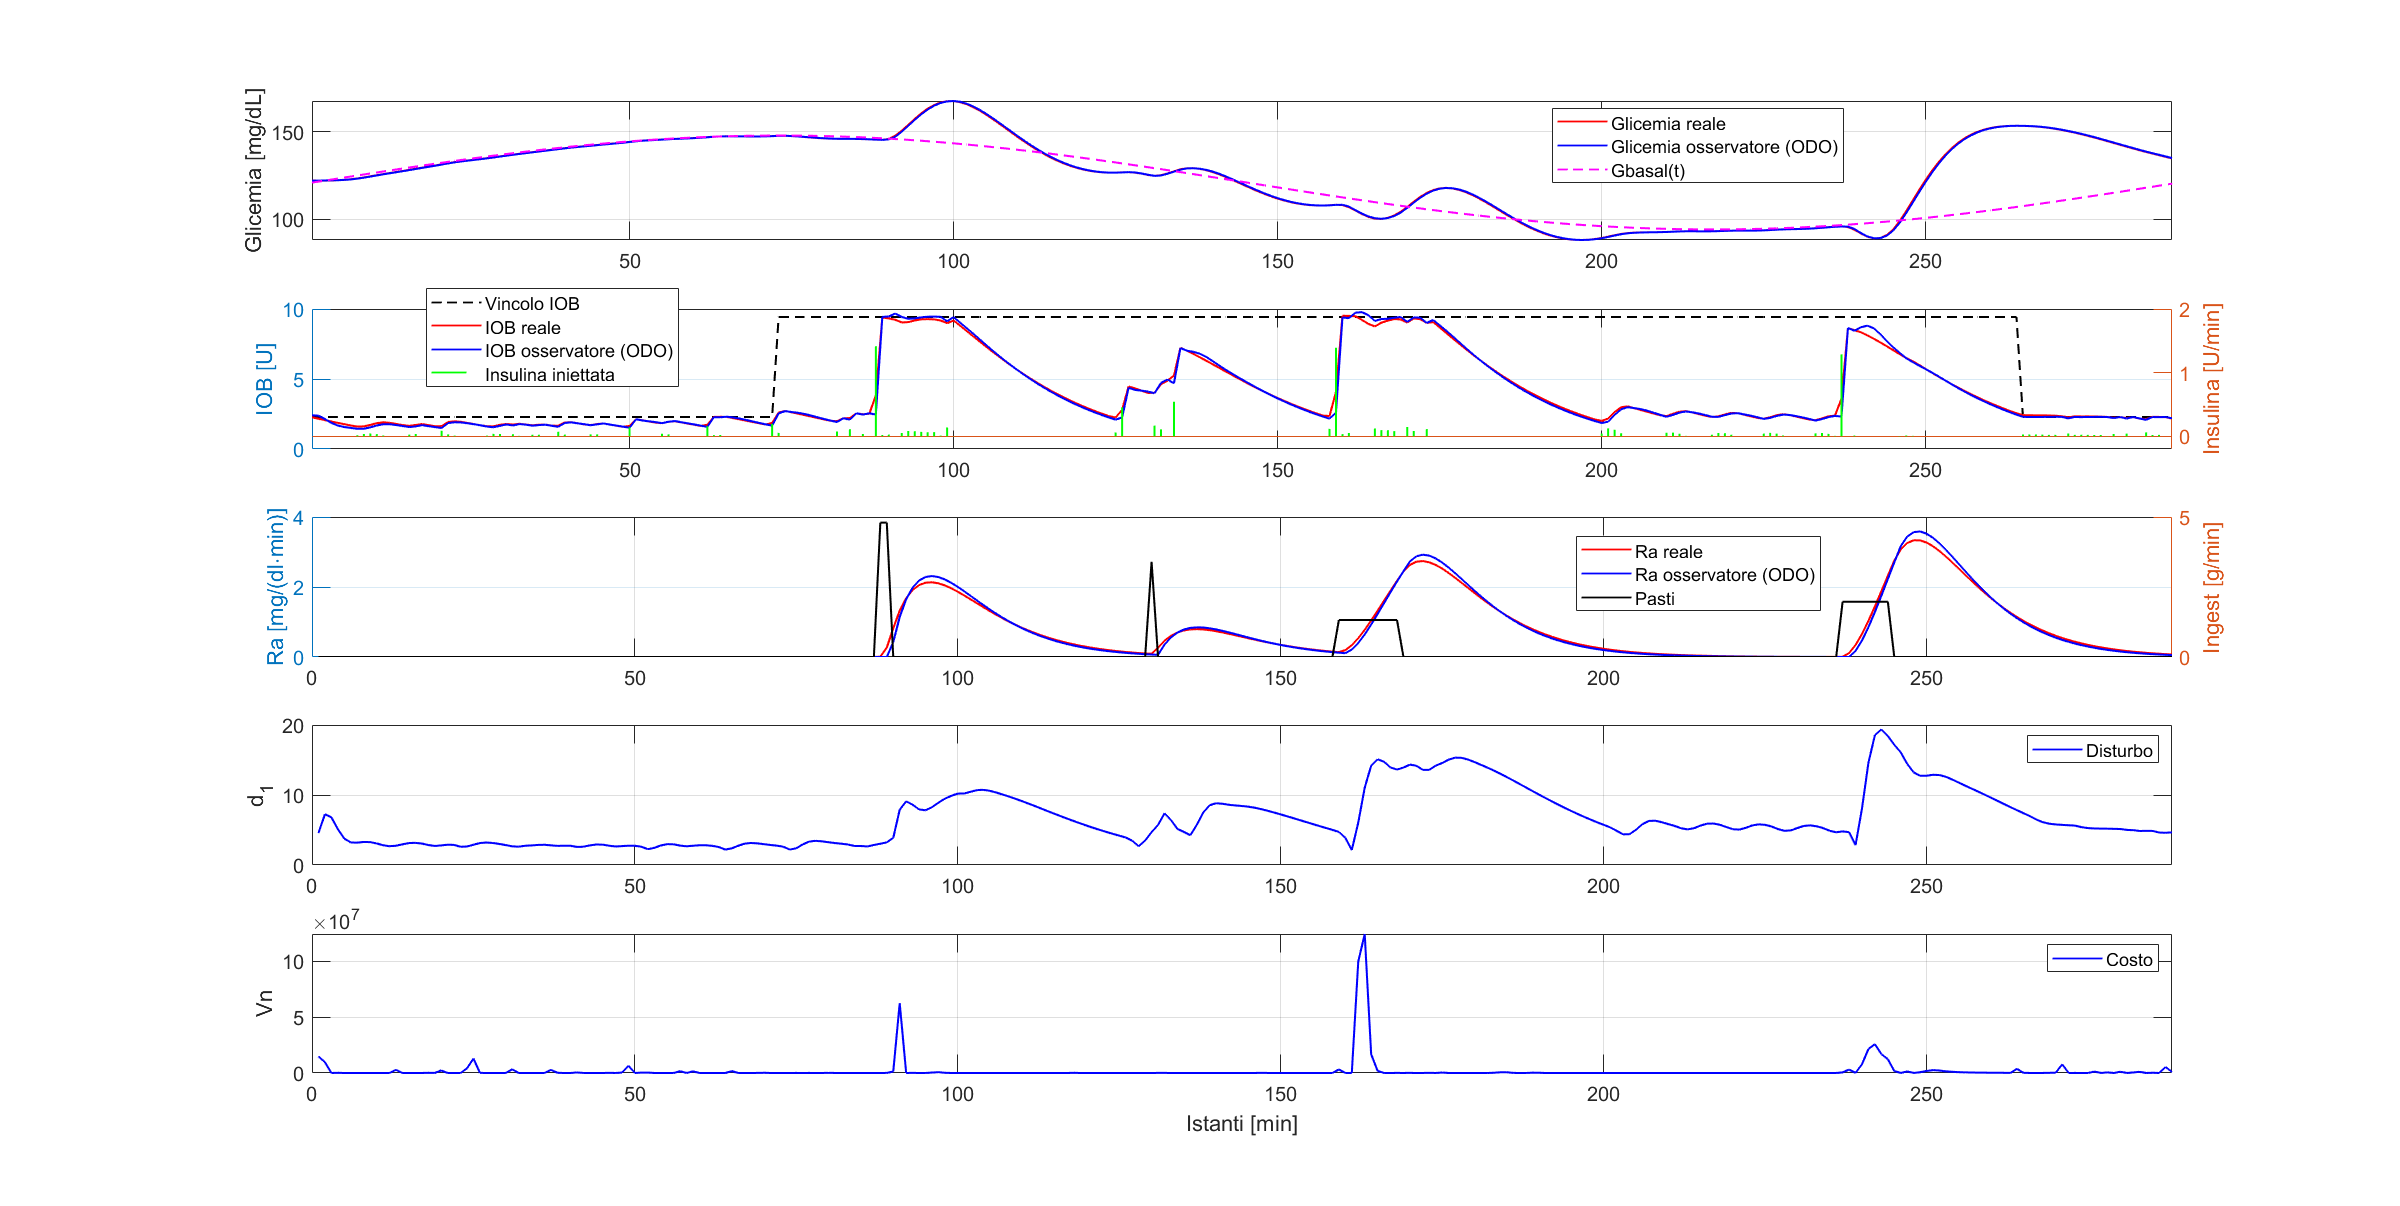 Glicemia [mg/dL]
150
100
Glicemia reale
Glicemia osservatore (ODO)
Gbasal(t)
50 100 150 200 250
IOB [U]
10
5
0
Vincolo IOB
IOB reale
IOB osservatore (ODO)
Insulina iniettata
2
1
0
Insulina [U/min]
50 100 150 200 250
Ra [mg/(dl·min)]
4
2
0
Ra reale
Ra osservatore (ODO)
Pasti
5
0
Ingest [g/min]
0 50 100 150 200 250
d1
20
10
0
Disturbo
0 50 100 150 200 250
×10^7
Vn
10
5
0
Costo
0 50 100 150 200 250
Istanti [min]